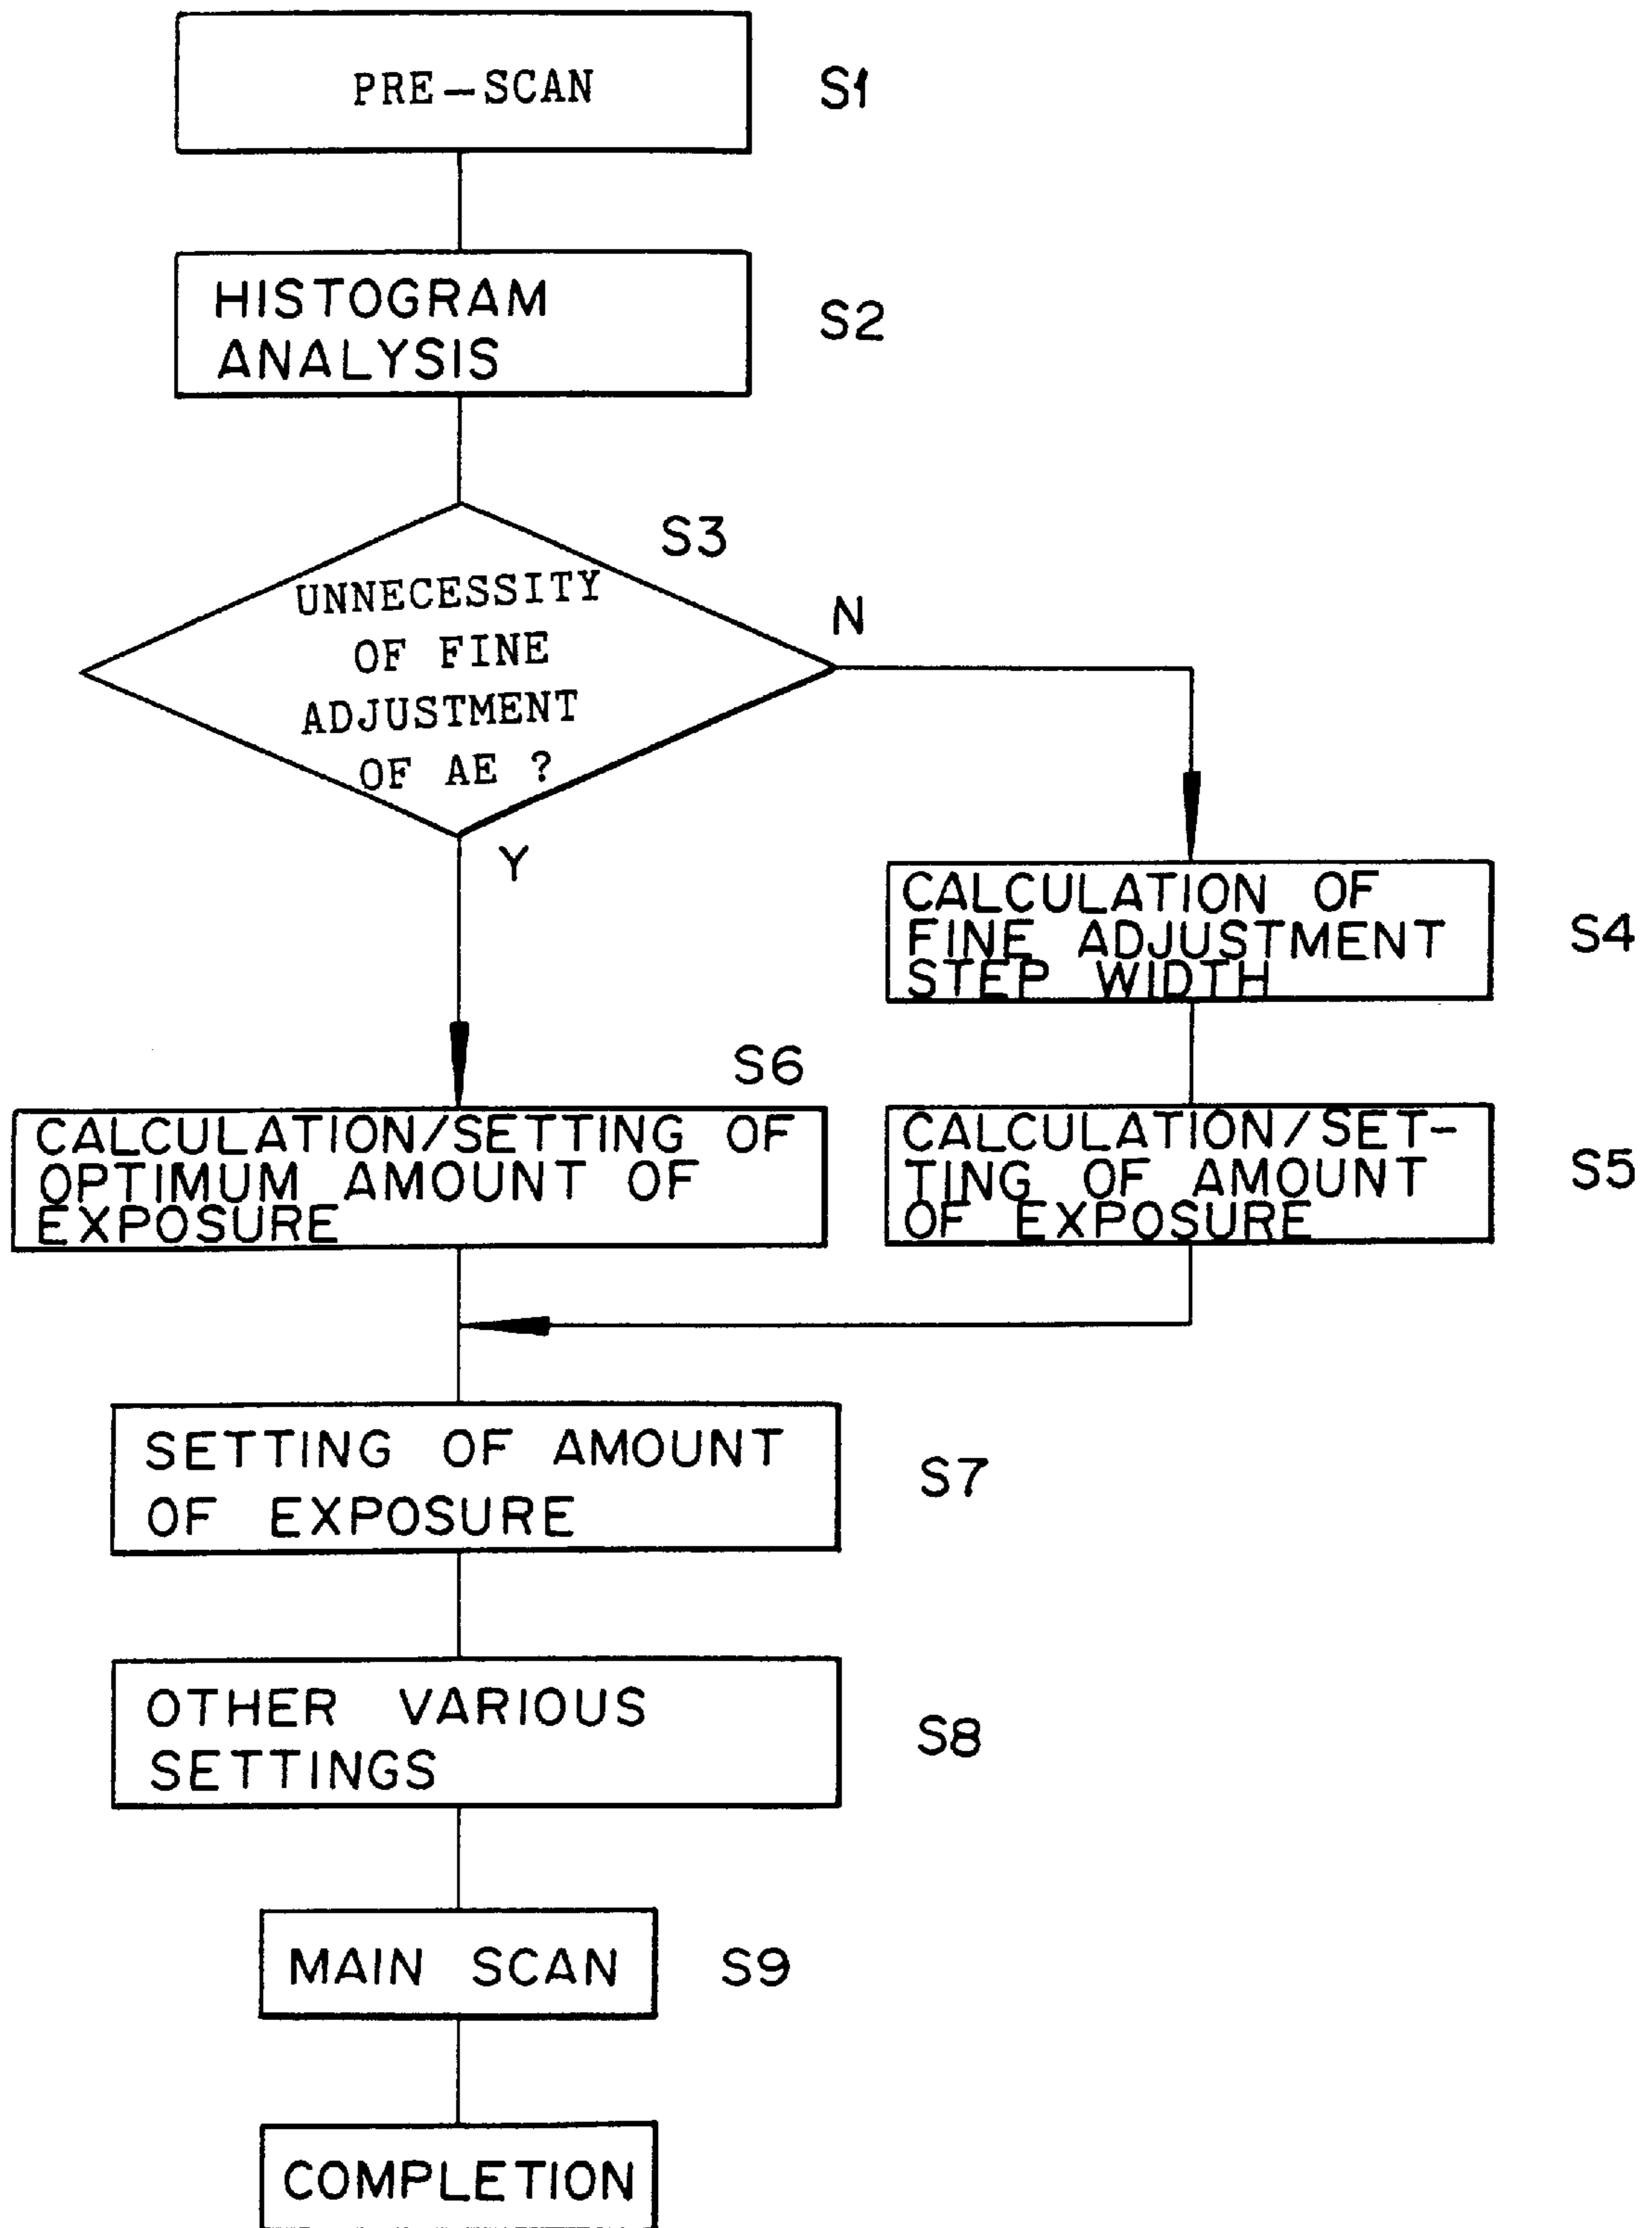 PRE-SCAN
S1
HISTOGRAM
ANALYSIS
S2
S3
UNNECESSITY
OF FINE
ADJUSTMENT
OF AE ?
N
Y
CALCULATION OF
FINE ADJUSTMENT
STEP WIDTH
S4
S6
CALCULATION/SETTING OF
OPTIMUM AMOUNT OF
EXPOSURE
CALCULATION/SET-
TING OF AMOUNT
OF EXPOSURE
S5
SETTING OF AMOUNT
OF EXPOSURE
S7
OTHER VARIOUS
SETTINGS
S8
MAIN SCAN
S9
COMPLETION